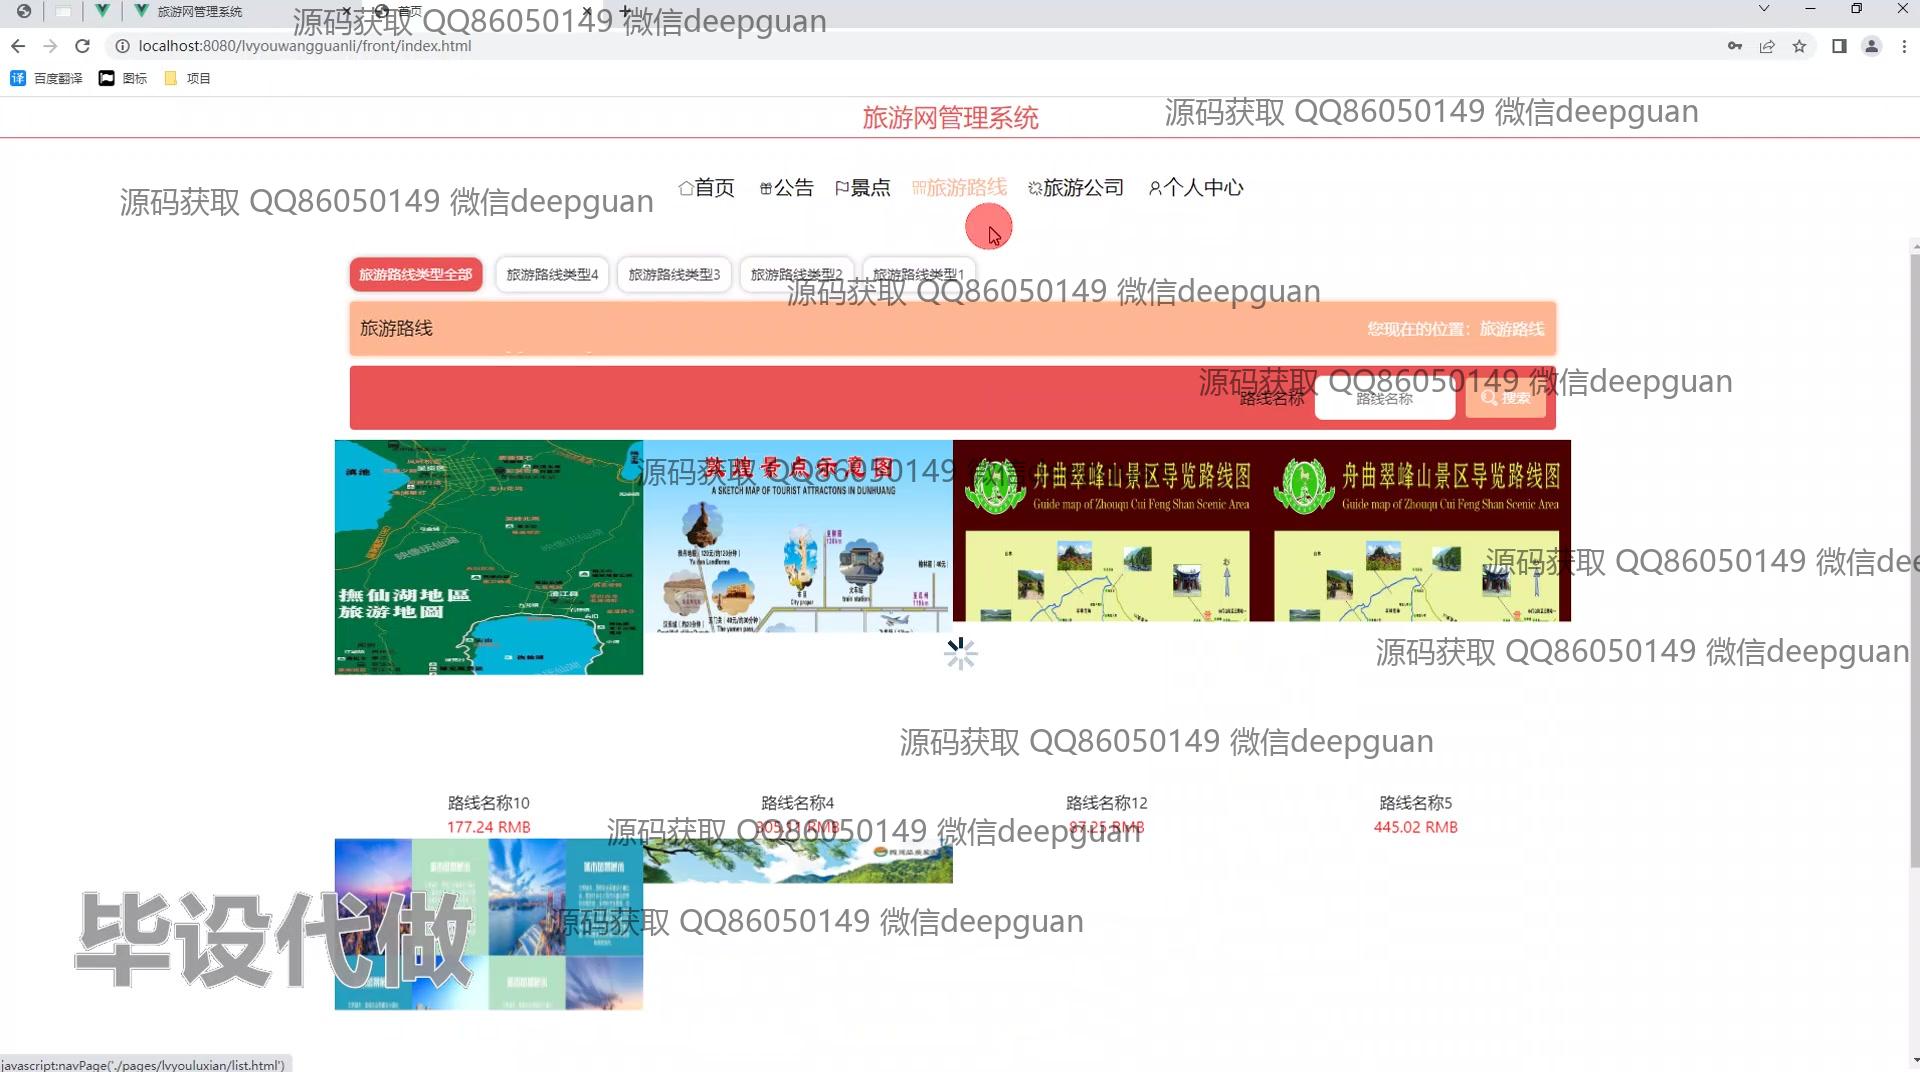 旅游网管理系统
首页
源码获取 QQ86050149 微信deepguan
localhost:8080/lvyouwangguanli/front/index.html
百度翻译
图标
项目
旅游网管理系统
源码获取 QQ86050149 微信deepguan
源码获取 QQ86050149 微信deepguan
首页 公告 景点 旅游路线 旅游公司 个人中心
旅游路线类型全部
旅游路线类型4
旅游路线类型3
旅游路线类型2
旅游路线类型1
源码获取 QQ86050149 微信deepguan
旅游路线
您现在的位置：旅游路线
源码获取 QQ86050149 微信deepguan
路线名称
路线名称
搜索
滇池
撫仙湖地區
旅游地圖
敦煌景点示意图
A SKETCH MAP OF TOURIST ATTRACTONS IN DUNHUANG
City proper
train station
源码获取 QQ86050149
舟曲翠峰山景区导览路线图
Guide map of Zhouqu Cui Feng Shan Scenic Area
舟曲翠峰山景区导览路线图
Guide map of Zhouqu Cui Feng Shan Scenic Area
源码获取 QQ86050149 微信dee
源码获取 QQ86050149 微信deepguan
源码获取 QQ86050149 微信deepguan
路线名称10
177.24 RMB
路线名称4
路线名称12
87.25 RMB
路线名称5
445.02 RMB
源码获取 QQ86050149 微信deepguan
源码获取 QQ86050149 微信deepguan
毕设代做
javascript:navPage('./pages/lvyouluxian/list.html')